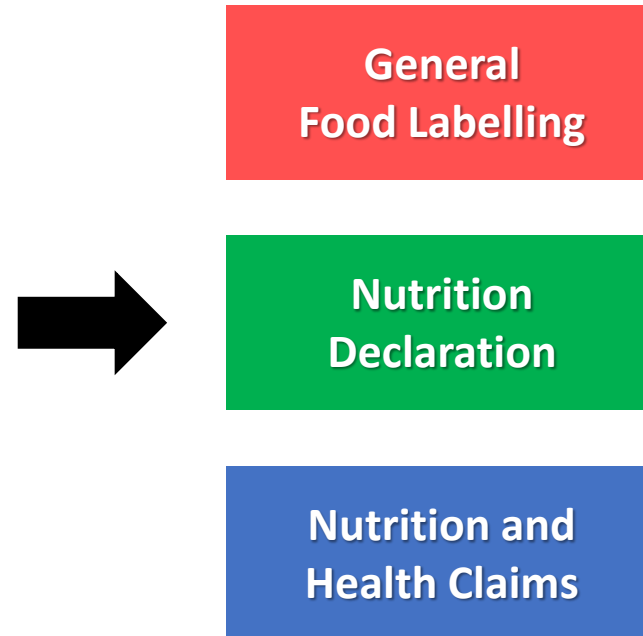 General
Food Labelling
Nutrition
Declaration
Nutrition and
Health Claims